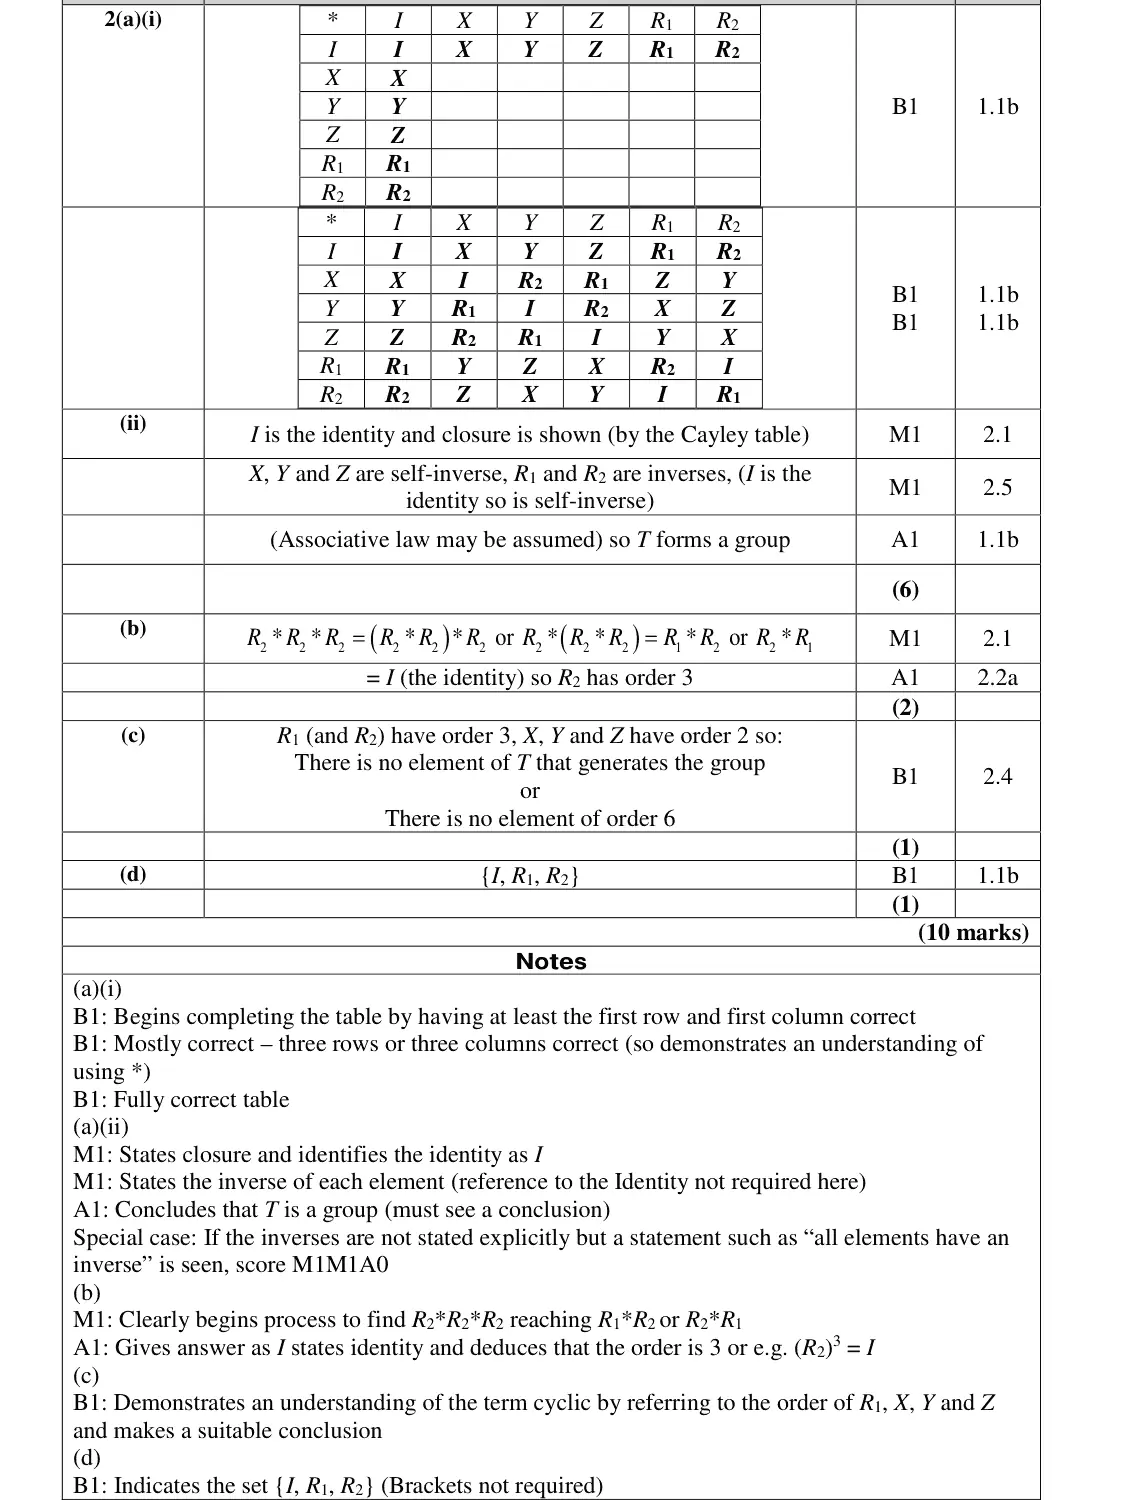 2(a)(i)
* I X Y Z R1 R2
I I X Y Z R1 R2
X X
Y Y
Z Z
R1 R1
R2 R2
B1 1.1b
* I X Y Z R1 R2
I I X Y Z R1 R2
X X I R2 R1 Z Y
Y Y R1 I R2 X Z
Z Z R2 R1 I Y X
R1 R1 Y Z X R2 I
R2 R2 Z X Y I R1
B1 1.1b
B1 1.1b
(ii)
I is the identity and closure is shown (by the Cayley table) M1 2.1
X, Y and Z are self-inverse, R1 and R2 are inverses, (I is the
identity so is self-inverse)
M1 2.5
(Associative law may be assumed) so T forms a group A1 1.1b
(6)
(b)
R2 * R2 * R2 = (R2 * R2) * R2 or R2 * (R2 * R2) = R1 * R2 or R2 * R1 M1 2.1
= I (the identity) so R2 has order 3 A1 2.2a
(2)
(c) R1 (and R2) have order 3, X, Y and Z have order 2 so:
There is no element of T that generates the group
or
There is no element of order 6
B1 2.4
(1)
(d) {I, R1, R2} B1 1.1b
(1)
(10 marks)
Notes
(a)(i)
B1: Begins completing the table by having at least the first row and first column correct
B1: Mostly correct – three rows or three columns correct (so demonstrates an understanding of
using *)
B1: Fully correct table
(a)(ii)
M1: States closure and identifies the identity as I
M1: States the inverse of each element (reference to the Identity not required here)
A1: Concludes that T is a group (must see a conclusion)
Special case: If the inverses are not stated explicitly but a statement such as “all elements have an
inverse” is seen, score M1M1A0
(b)
M1: Clearly begins process to find R2*R2*R2 reaching R1*R2 or R2*R1
A1: Gives answer as I states identity and deduces that the order is 3 or e.g. (R2)³ = I
(c)
B1: Demonstrates an understanding of the term cyclic by referring to the order of R1, X, Y and Z
and makes a suitable conclusion
(d)
B1: Indicates the set {I, R1, R2} (Brackets not required)